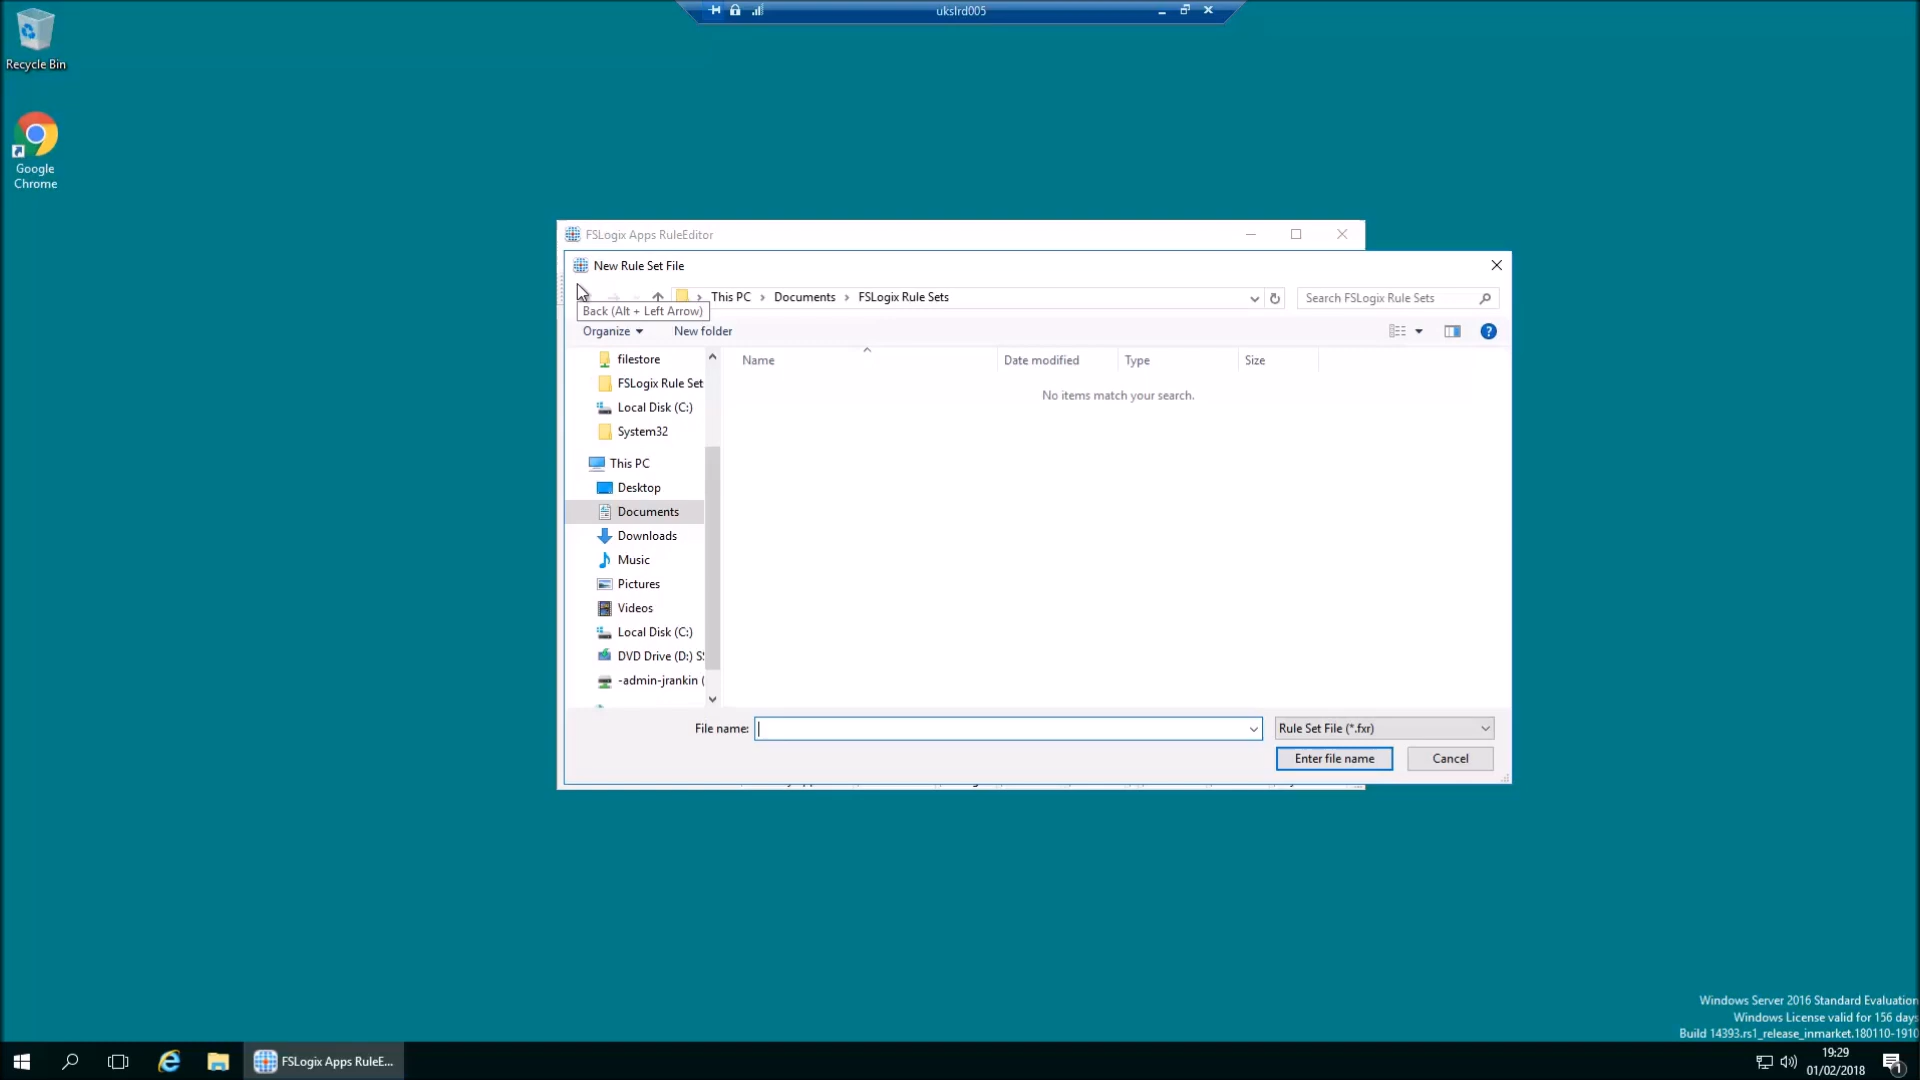 ukslrd005
Recycle Bin
Google
Chrome
FSLogix Apps RuleEditor
New Rule Set File
This PC > Documents > FSLogix Rule Sets
Search FSLogix Rule Sets
Back (Alt + Left Arrow)
Organize
New folder
?
filestore
FSLogix Rule Set
Local Disk (C:)
System32
This PC
Desktop
Documents
Downloads
Music
Pictures
Videos
Local Disk (C:)
DVD Drive (D:) S
-admin-jrankin (
Name
Date modified
Type
Size
No items match your search.
File name:
Rule Set File (*.fxr)
Enter file name
Cancel
Windows Server 2016 Standard Evaluation
Windows License valid for 156 days
Build 14393.rs1_release_inmarket.180110-1910
FSLogix Apps RuleE...
19:29
01/02/2018
1